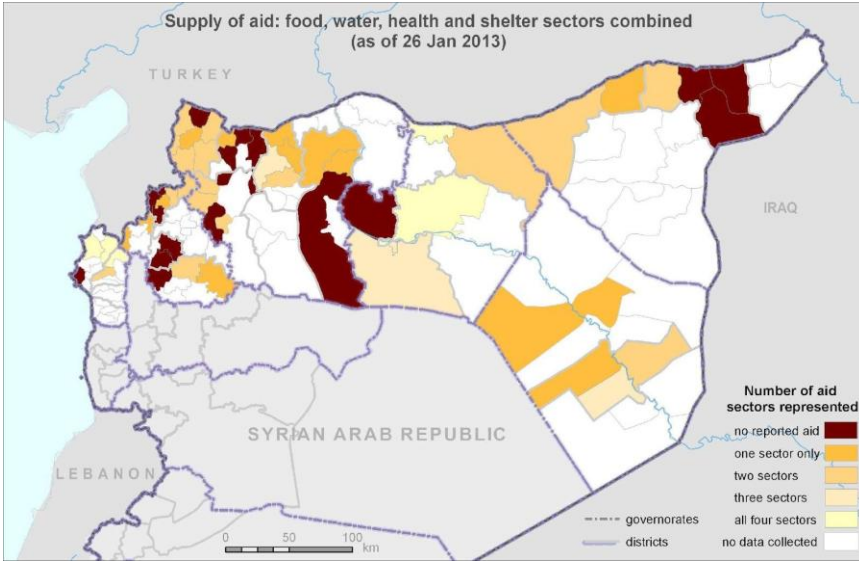 Supply of aid: food, water, health and shelter sectors combined
(as of 26 Jan 2013)
TURKEY
IRAQ
SYRIAN ARAB REPUBLIC
LEBANON
Number of aid
sectors represented
no reported aid
one sector only
two sectors
three sectors
all four sectors
no data collected
governorates
districts
0 50 100
km